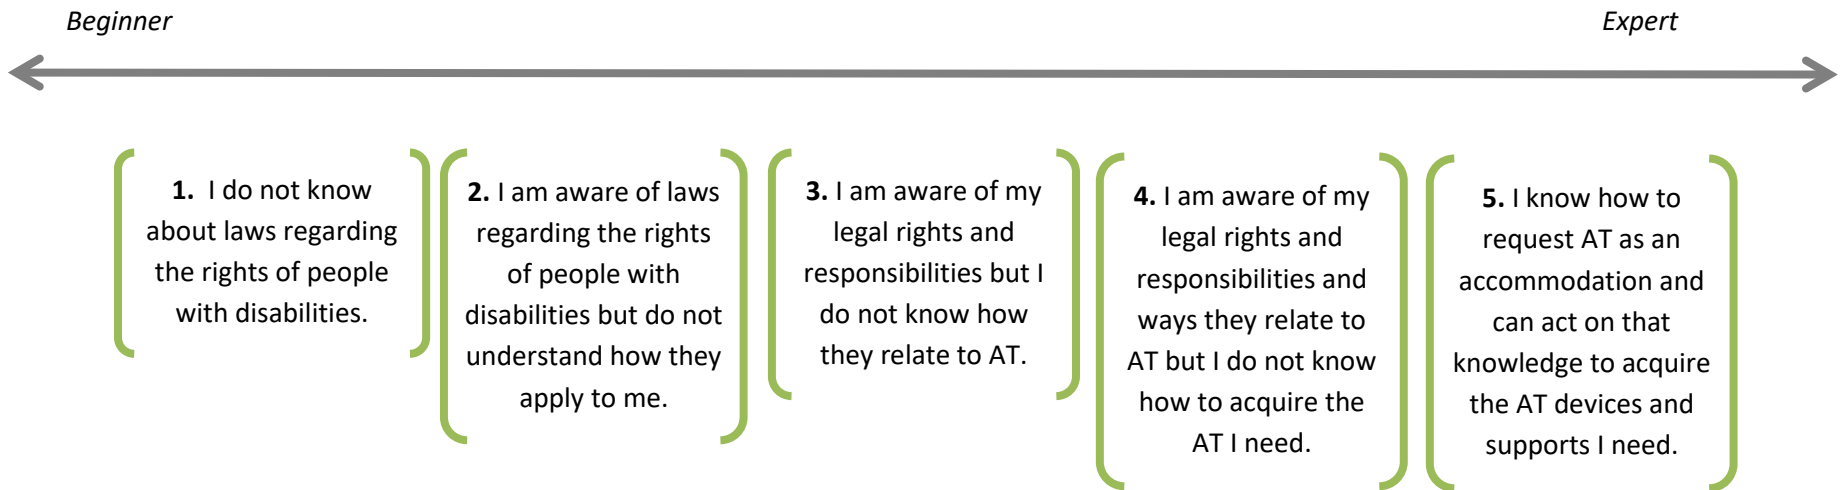 Beginner
Expert
1. I do not know
about laws regarding
the rights of people
with disabilities.
2. I am aware of laws
regarding the rights
of people with
disabilities but do not
understand how they
apply to me.
3. I am aware of my
legal rights and
responsibilities but I
do not know how
they relate to AT.
4. I am aware of my
legal rights and
responsibilities and
ways they relate to
AT but I do not know
how to acquire the
AT I need.
5. I know how to
request AT as an
accommodation and
can act on that
knowledge to acquire
the AT devices and
supports I need.